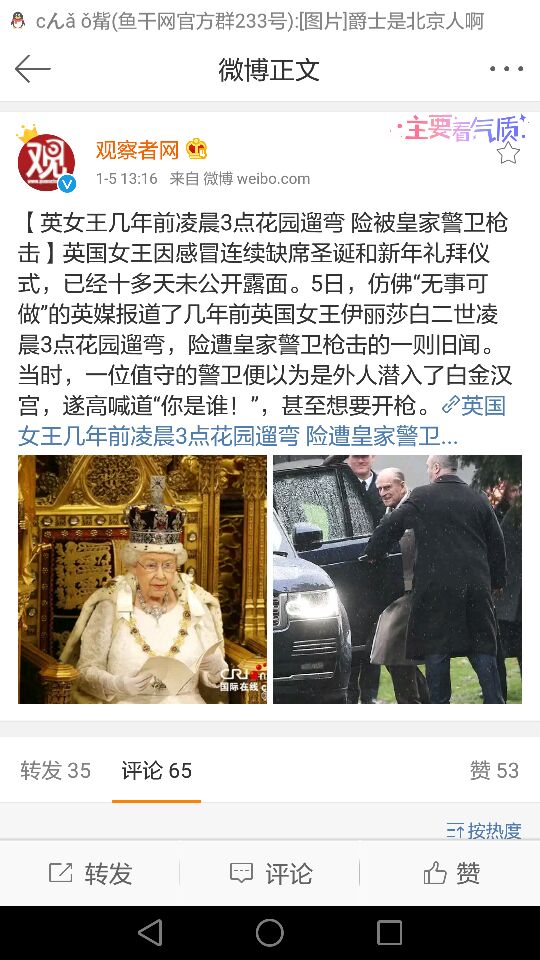 cんǎ ǒ觜(鱼干网官方群233号):[图片]爵士是北京人啊
微博正文
主要看气质
观察者网
1-5 13:16 来自 微博 weibo.com
【英女王几年前凌晨3点花园遛弯 险被皇家警卫枪
击】英国女王因感冒连续缺席圣诞和新年礼拜仪
式，已经十多天未公开露面。5日，仿佛“无事可
做”的英媒报道了几年前英国女王伊丽莎白二世凌
晨3点花园遛弯，险遭皇家警卫枪击的一则旧闻。
当时，一位值守的警卫便以为是外人潜入了白金汉
宫，遂高喊道“你是谁！”，甚至想要开枪。英国
女王几年前凌晨3点花园遛弯 险遭皇家警卫...
观
V
国际在线
转发 35
评论 65
赞 53
按热度
转发
评论
赞